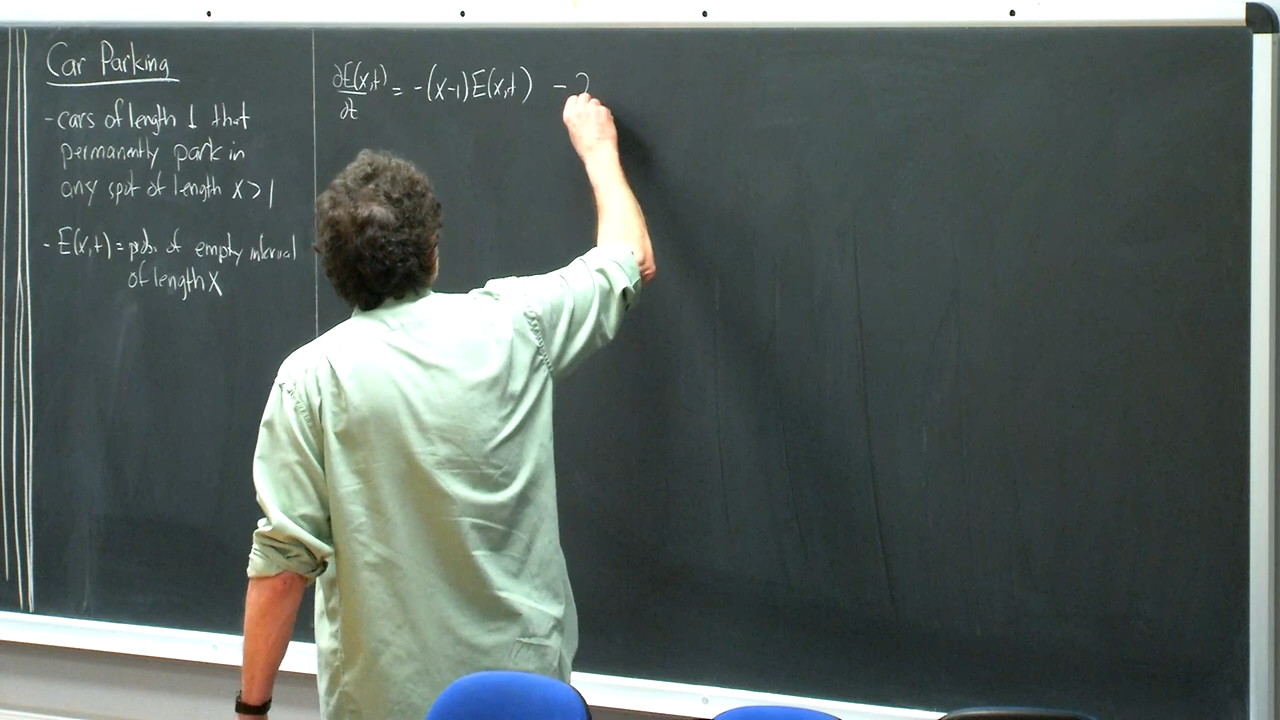 Car Parking
- cars of length 1 that
permanently park in
any spot of length x > 1
- E(x,t) = prob. of empty interval
of length x
∂E(x,t)/∂t = -(x-1)E(x,t) - 2